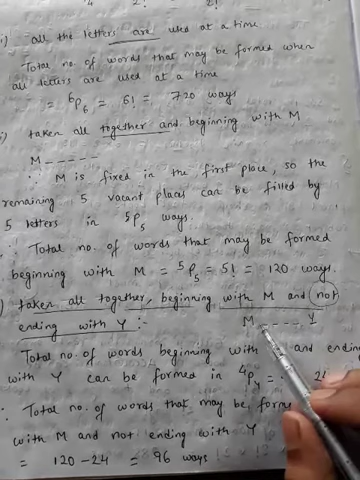 4 2! 2!
i) all the letters are used at a time.
Total no. of words that may be formed when
all letters are used at a time
= ⁶P₆ = 6! = 720 ways
i) taken all together and beginning with M
M - - - - -
∵ M is fixed in the first place, so the
remaining 5 vacant places can be filled by
5 letters in ⁵P₅ ways.
∴ Total no. of words that may be formed
beginning with M = ⁵P₅ = 5! = 120 ways.
) taken all together, beginning with M and not
ending with Y :-
M - - - - Y
Total no. of words beginning with and ending
with Y can be formed in ⁴P₄ = 2
∴ Total no. of words that may be forme
with M and not ending with Y
= 120 - 24 = 96 ways